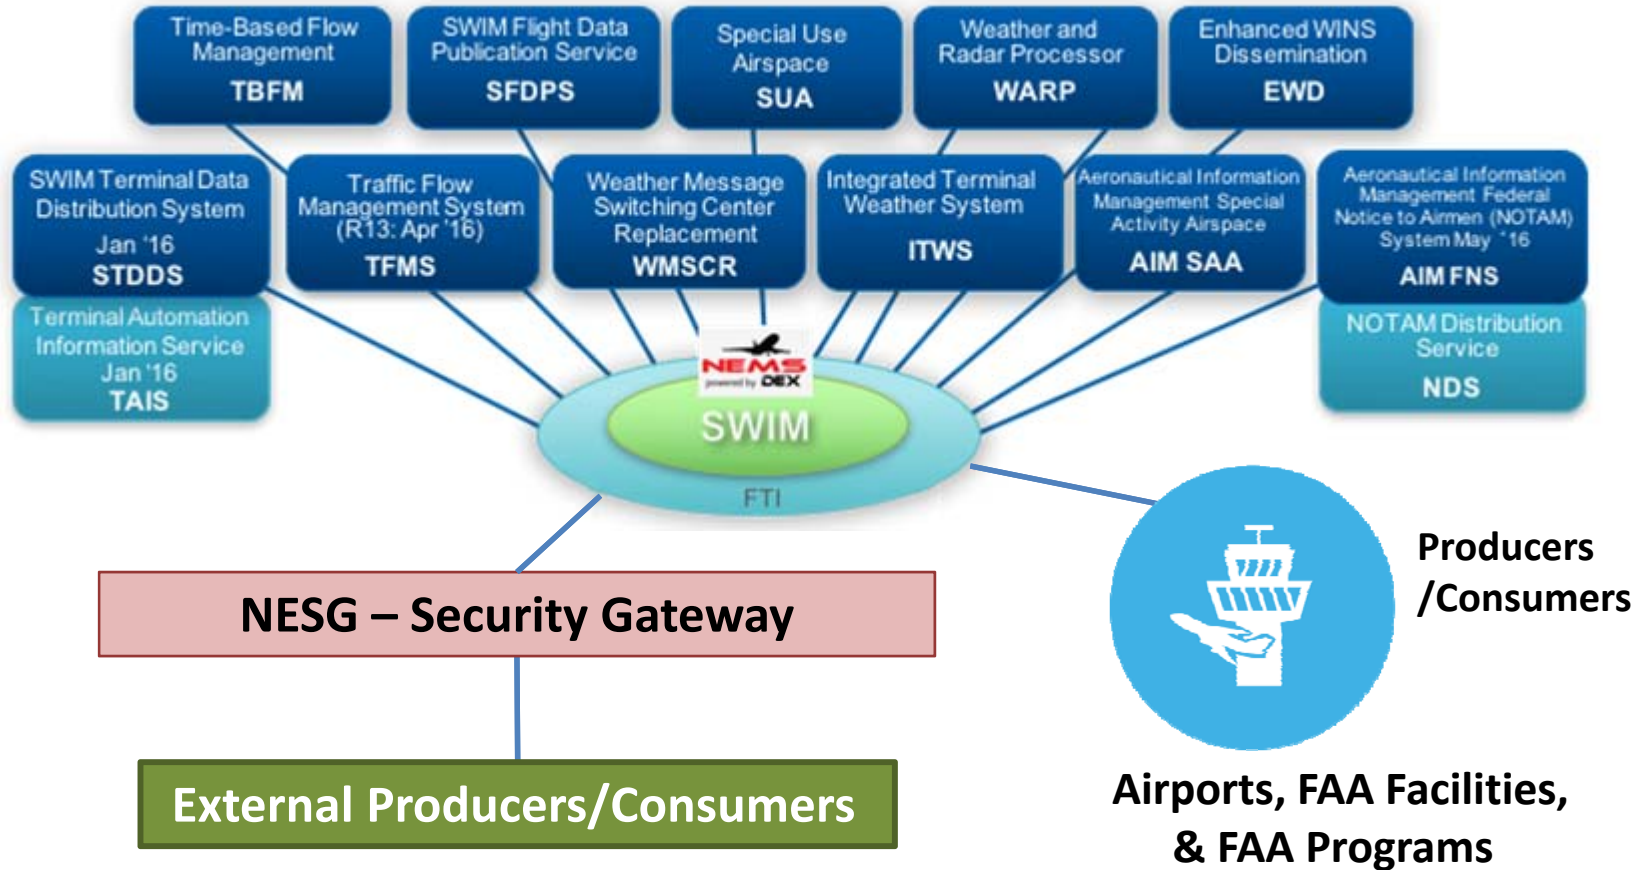 Time-Based Flow
Management
TBFM
SWIM Flight Data
Publication Service
SFDPS
Special Use
Airspace
SUA
Weather and
Radar Processor
WARP
Enhanced WINS
Dissemination
EWD
SWIM Terminal Data
Distribution System
Jan '16
STDDS
Terminal Automation
Information Service
Jan '16
TAIS
Traffic Flow
Management System
(R13: Apr '16)
TFMS
Weather Message
Switching Center
Replacement
WMSCR
Integrated Terminal
Weather System
ITWS
Aeronautical Information
Management Special
Activity Airspace
AIM SAA
Aeronautical Information
Management Federal
Notice to Airmen (NOTAM)
System May `16
AIM FNS
NOTAM Distribution
Service
NDS
NEMS
powered by DEX
SWIM
FTI
NESG – Security Gateway
External Producers/Consumers
Producers
/Consumers
Airports, FAA Facilities,
& FAA Programs